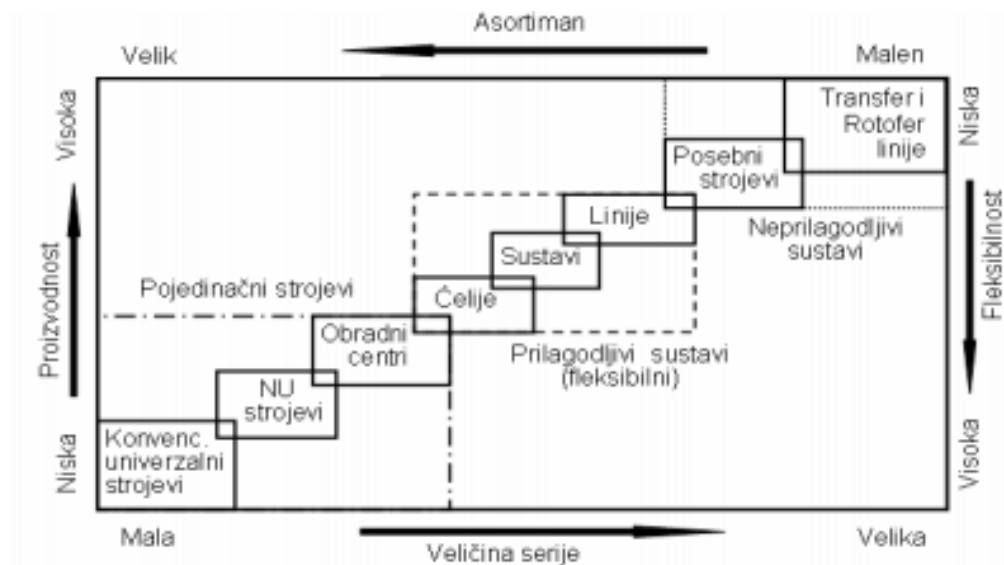 Asortiman
Velik
Malen
Visoka
Proizvodnost
Niska
Niska
Fleksibilnost
Visoka
Transfer i
Rotofer
linije
Posebni
strojevi
Neprilagodljivi
sustavi
Linije
Sustavi
Ćelije
Prilagodljivi sustavi
(fleksibilni)
Pojedinačni strojevi
Obradni
centri
NU
strojevi
Konvenc.
univerzalni
strojevi
Mala
Veličina serije
Velika